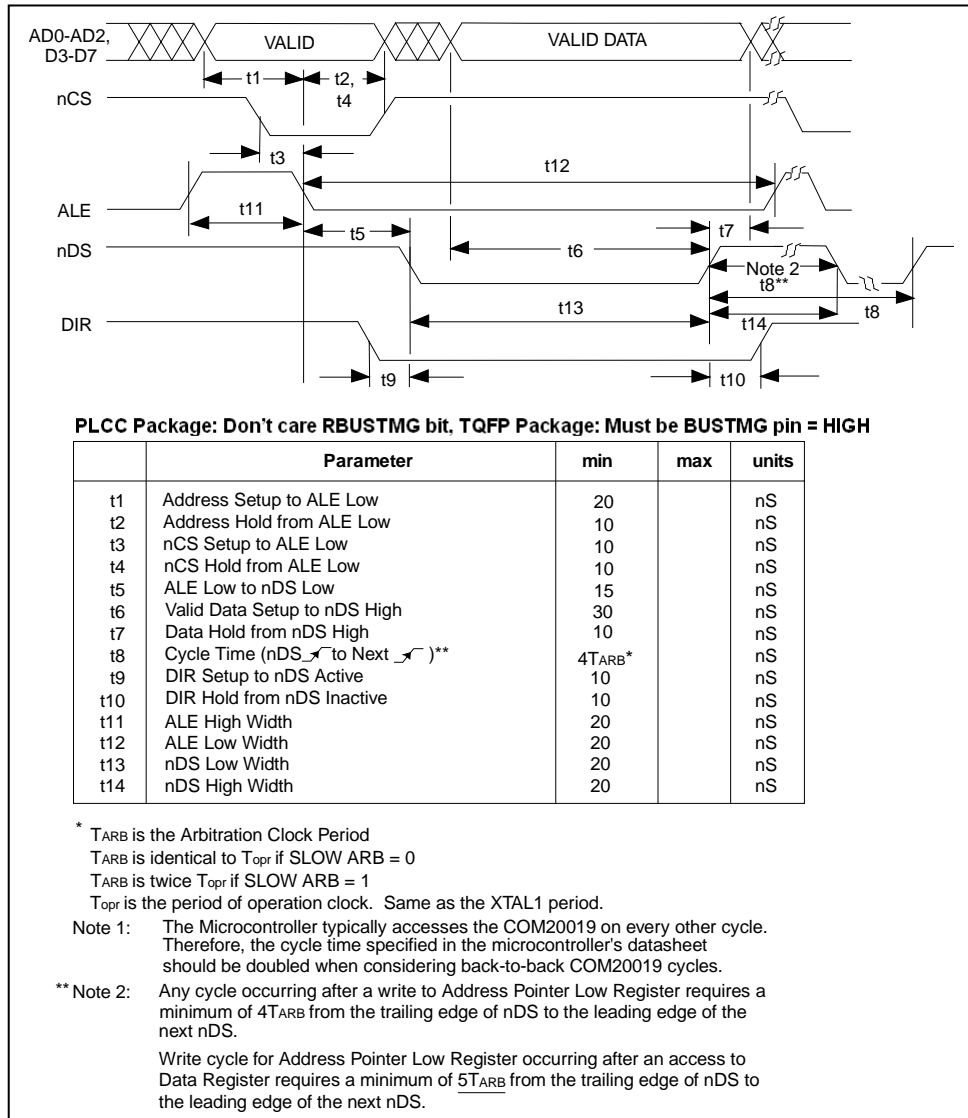 AD0-AD2,
D3-D7
VALID
VALID DATA
t1
t2,
t4
nCS
t3
t12
ALE
t11
t5
t7
nDS
t6
Note 2
t8**
t8
t13
t14
DIR
t9
t10
PLCC Package: Don't care RBUSTMG bit, TQFP Package: Must be BUSTMG pin = HIGH
Parameter min max units
t1 Address Setup to ALE Low 20 nS
t2 Address Hold from ALE Low 10 nS
t3 nCS Setup to ALE Low 10 nS
t4 nCS Hold from ALE Low 10 nS
t5 ALE Low to nDS Low 15 nS
t6 Valid Data Setup to nDS High 30 nS
t7 Data Hold from nDS High 10 nS
t8 Cycle Time (nDS to Next )** 4TARB* nS
t9 DIR Setup to nDS Active 10 nS
t10 DIR Hold from nDS Inactive 10 nS
t11 ALE High Width 20 nS
t12 ALE Low Width 20 nS
t13 nDS Low Width 20 nS
t14 nDS High Width 20 nS
* TARB is the Arbitration Clock Period
TARB is identical to Topr if SLOW ARB = 0
TARB is twice Topr if SLOW ARB = 1
Topr is the period of operation clock. Same as the XTAL1 period.
Note 1: The Microcontroller typically accesses the COM20019 on every other cycle.
Therefore, the cycle time specified in the microcontroller's datasheet
should be doubled when considering back-to-back COM20019 cycles.
** Note 2: Any cycle occurring after a write to Address Pointer Low Register requires a
minimum of 4TARB from the trailing edge of nDS to the leading edge of the
next nDS.
Write cycle for Address Pointer Low Register occurring after an access to
Data Register requires a minimum of 5TARB from the trailing edge of nDS to
the leading edge of the next nDS.